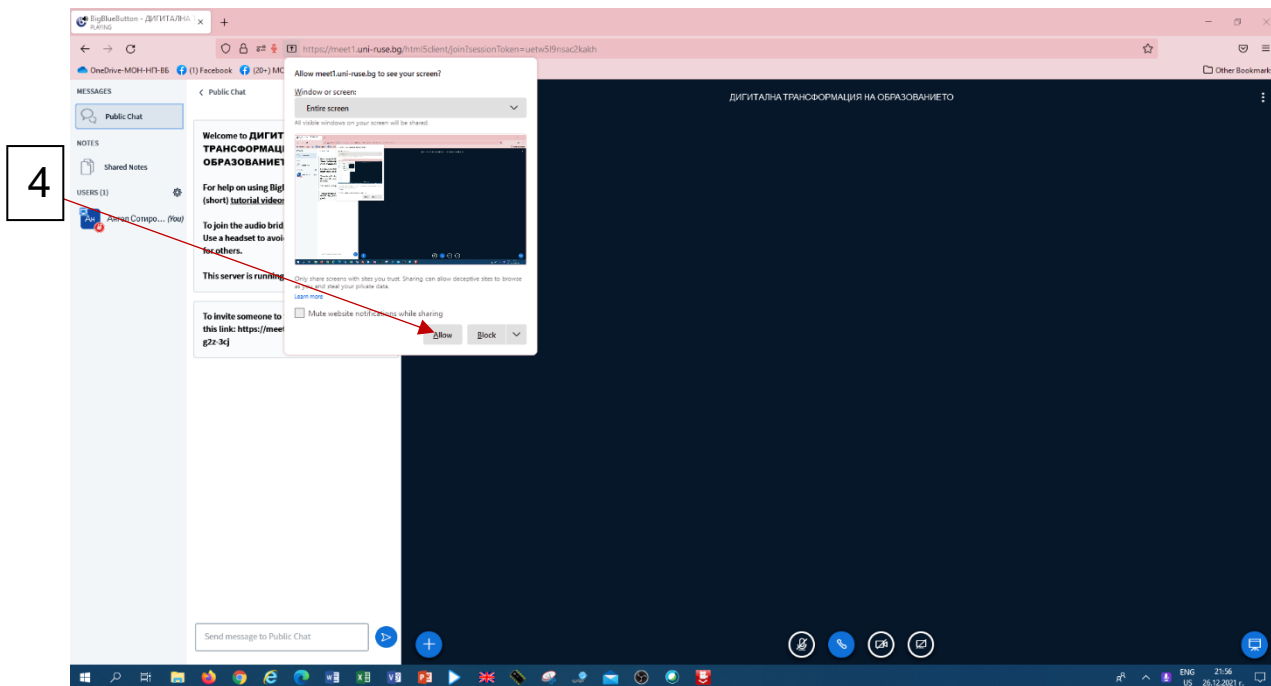 BigBlueButton - ДИГИТАЛНА
PLAYING
https://meet1.uni-ruse.bg/html5client/join?sessionToken=uetw5l9nsac2kakh
OneDrive-МОН-НП-ВБ
(1) Facebook
(20+) МО
Other Bookmark
MESSAGES
Public Chat
NOTES
Shared Notes
USERS (1)
Ан
(You)
Public Chat
Welcome to ДИГИТ
ТРАНСФОРМАЦ
ОБРАЗОВАНИЕТ
For help on using Big
(short) tutorial videos
To join the audio brid
Use a headset to avoi
for others.
This server is running
To invite someone to
this link: https://meet
g2z-3cj
Send message to Public Chat
Allow meet1.uni-ruse.bg to see your screen?
Window or screen:
Entire screen
All visible windows on your screen will be shared.
Only share screens with sites you trust. Sharing can allow deceptive sites to browse
as you and steal your private data.
Learn more
Mute website notifications while sharing
Allow
Block
ДИГИТАЛНА ТРАНСФОРМАЦИЯ НА ОБРАЗОВАНИЕТО
4
ENG
US
21:56
26.12.2021 г.